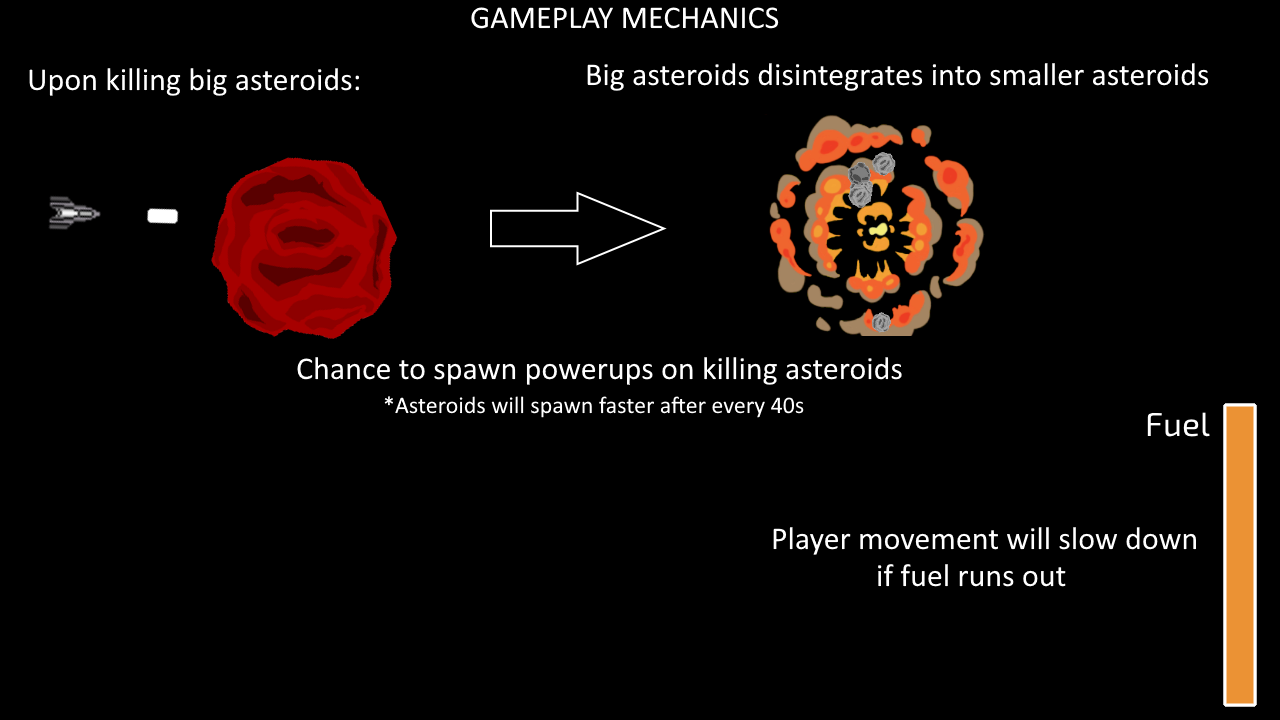 GAMEPLAY MECHANICS
Upon killing big asteroids:
Big asteroids disintegrates into smaller asteroids
Chance to spawn powerups on killing asteroids
*Asteroids will spawn faster after every 40s
Fuel
Player movement will slow down
if fuel runs out